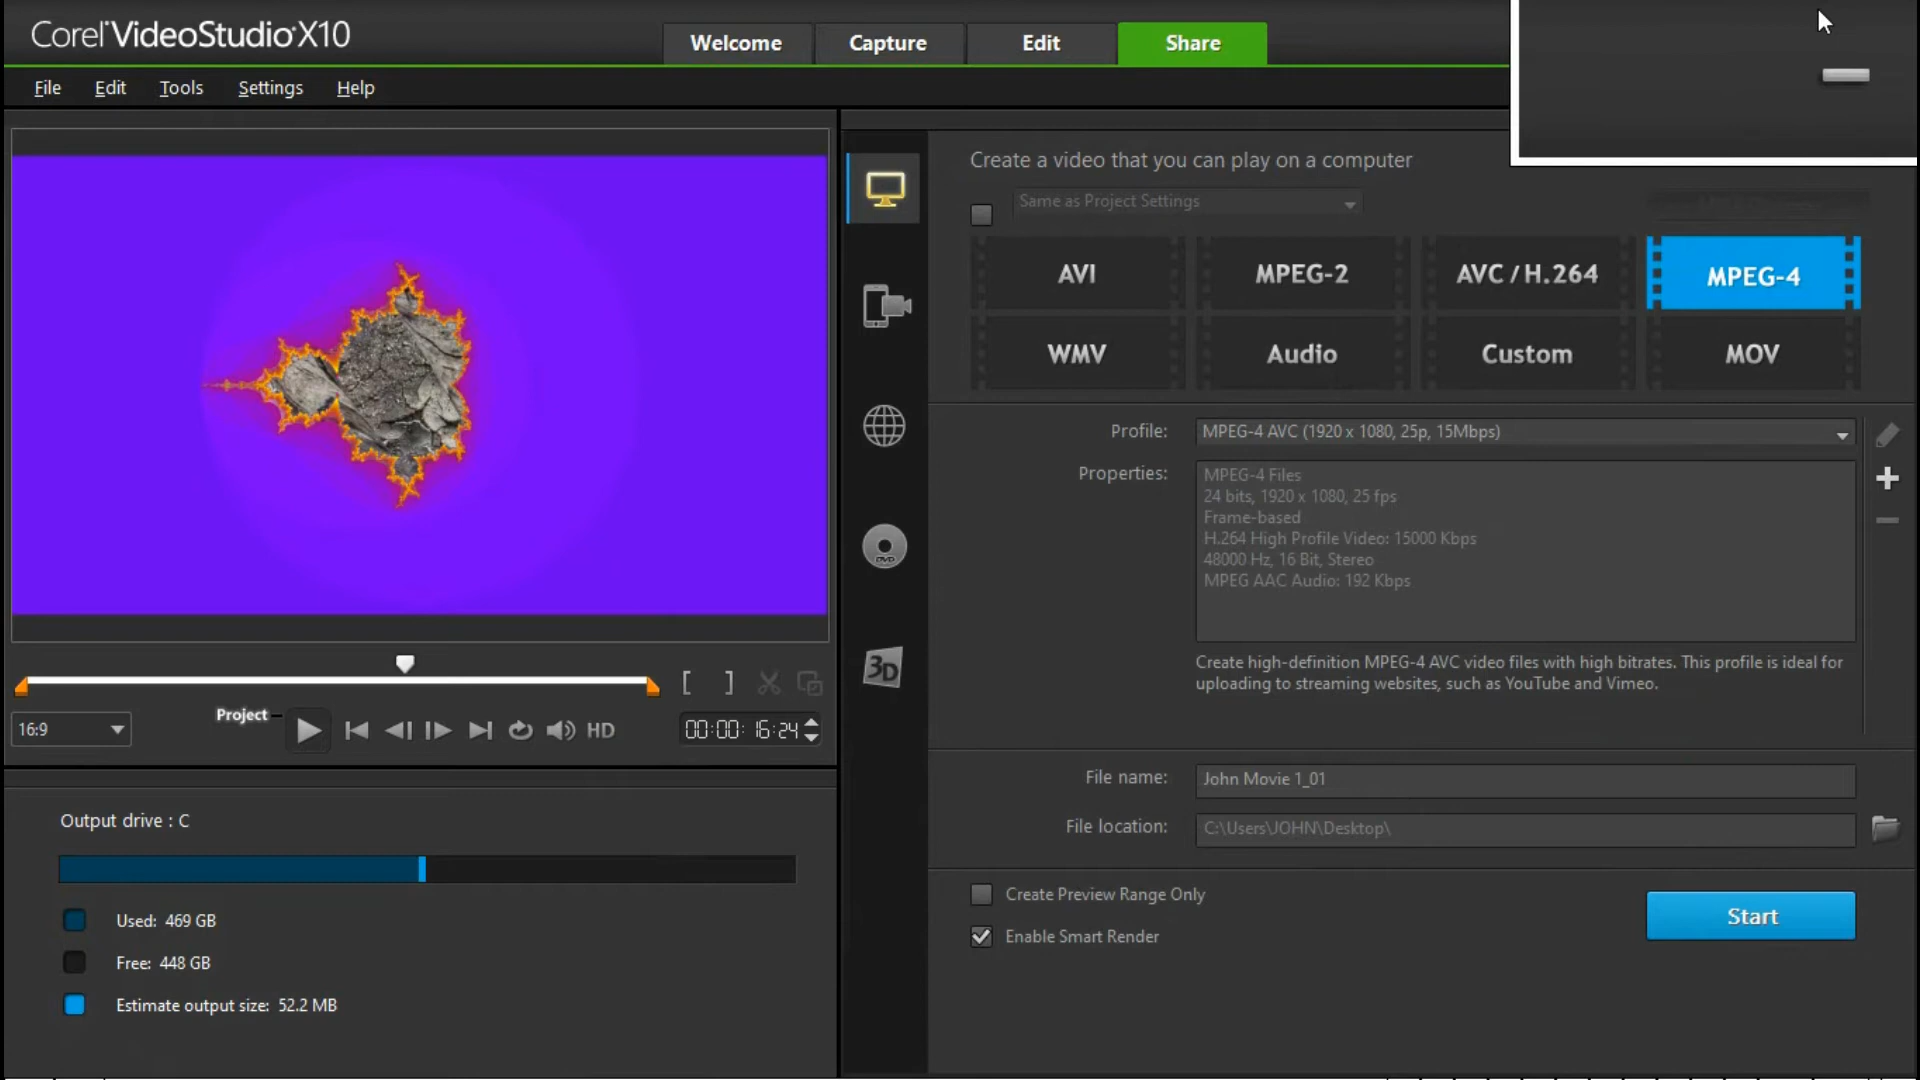 Corel VideoStudio X10
Welcome
Capture
Edit
Share
File
Edit
Tools
Settings
Help
Create a video that you can play on a computer
Same as Project Settings
AVI
MPEG-2
AVC / H.264
MPEG-4
WMV
Audio
Custom
MOV
Profile:
MPEG-4 AVC (1920 x 1080, 25p, 15Mbps)
Properties:
MPEG-4 Files
24 bits, 1920 x 1080, 25 fps
Frame-based
H.264 High Profile Video: 15000 Kbps
48000 Hz, 16 Bit, Stereo
MPEG AAC Audio: 192 Kbps
Create high-definition MPEG-4 AVC video files with high bitrates. This profile is ideal for
uploading to streaming websites, such as YouTube and Vimeo.
DVD
3D
[ ]
16:9
Project
HD
00:00:16:24
File name:
John Movie 1_01
File location:
C:\Users\JOHN\Desktop\
Output drive : C
Used: 469 GB
Free: 448 GB
Estimate output size: 52.2 MB
Create Preview Range Only
Enable Smart Render
Start